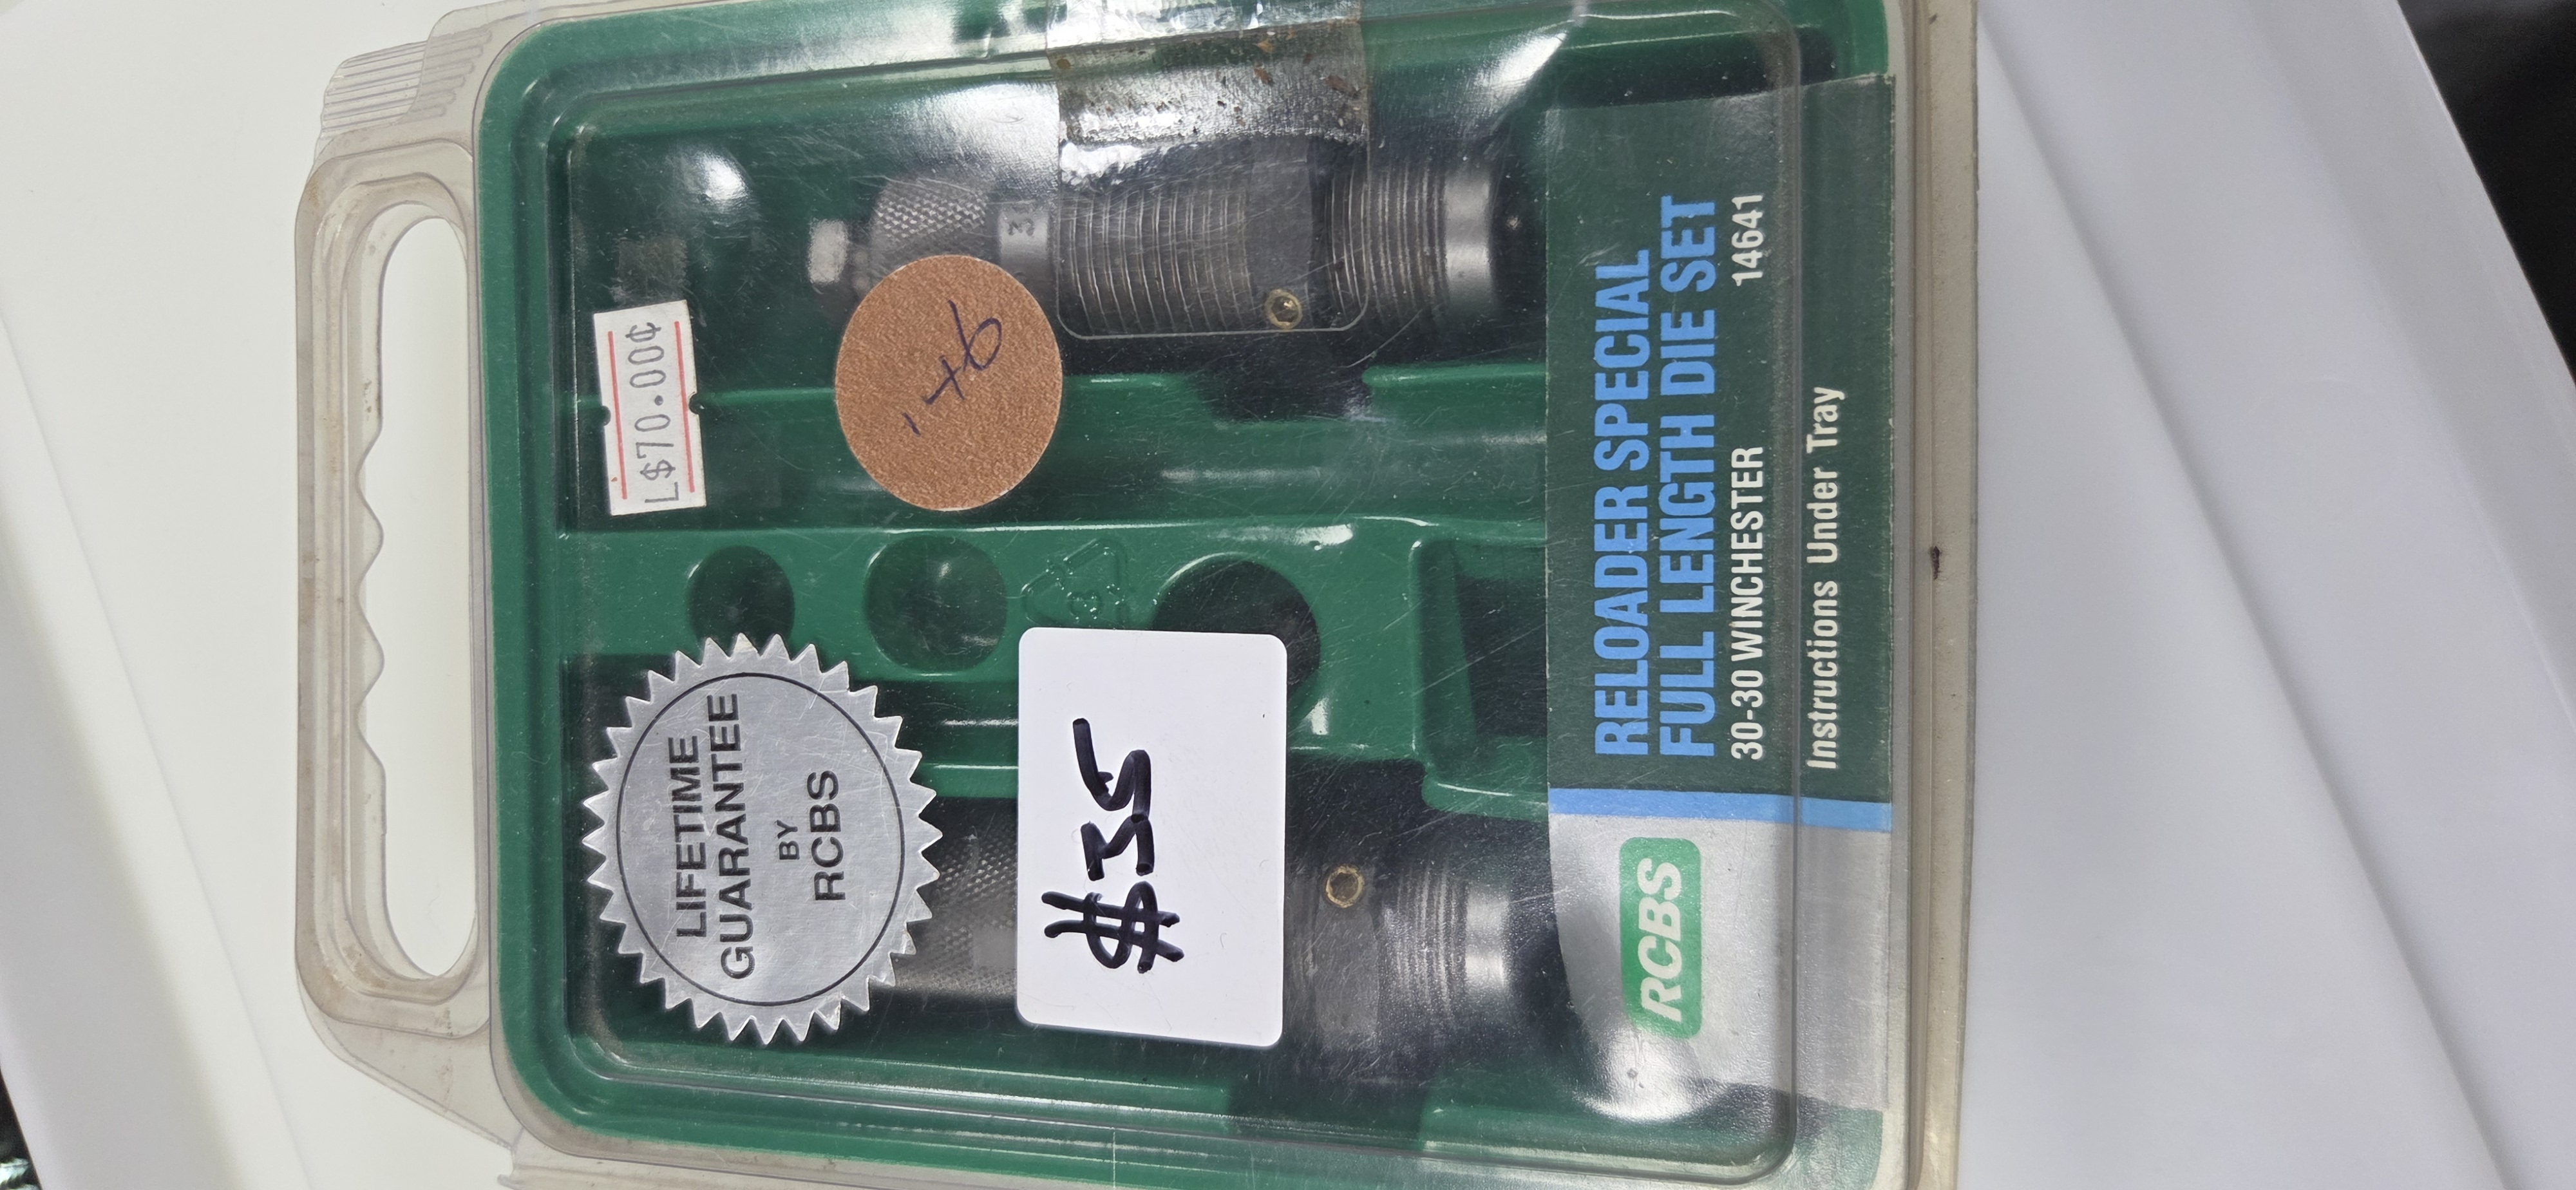 L$70.00¢
3
LIFETIME
GUARANTEE
BY
RCBS
$35
RCBS
RELOADER SPECIAL
FULL LENGTH DIE SET
30-30 WINCHESTER 14641
Instructions Under Tray